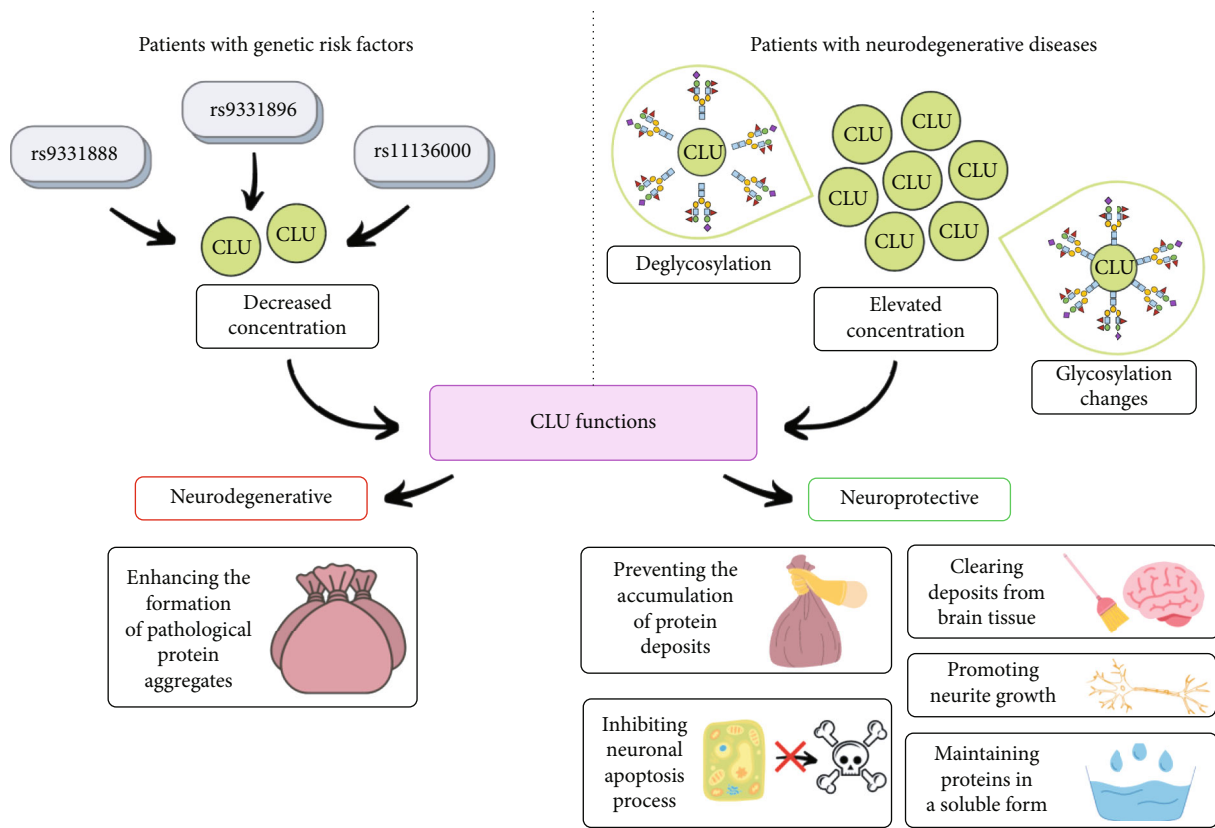 Patients with genetic risk factors
Patients with neurodegenerative diseases
rs9331888
rs9331896
rs11136000
CLU
CLU
Decreased
concentration
CLU
Deglycosylation
CLU
CLU
CLU
CLU
CLU
CLU
CLU
Elevated
concentration
CLU
Glycosylation
changes
CLU functions
Neurodegenerative
Neuroprotective
Enhancing the
formation
of pathological
protein
aggregates
Preventing the
accumulation
of protein
deposits
Clearing
deposits from
brain tissue
Promoting
neurite growth
Inhibiting
neuronal
apoptosis
process
Maintaining
proteins in
a soluble form